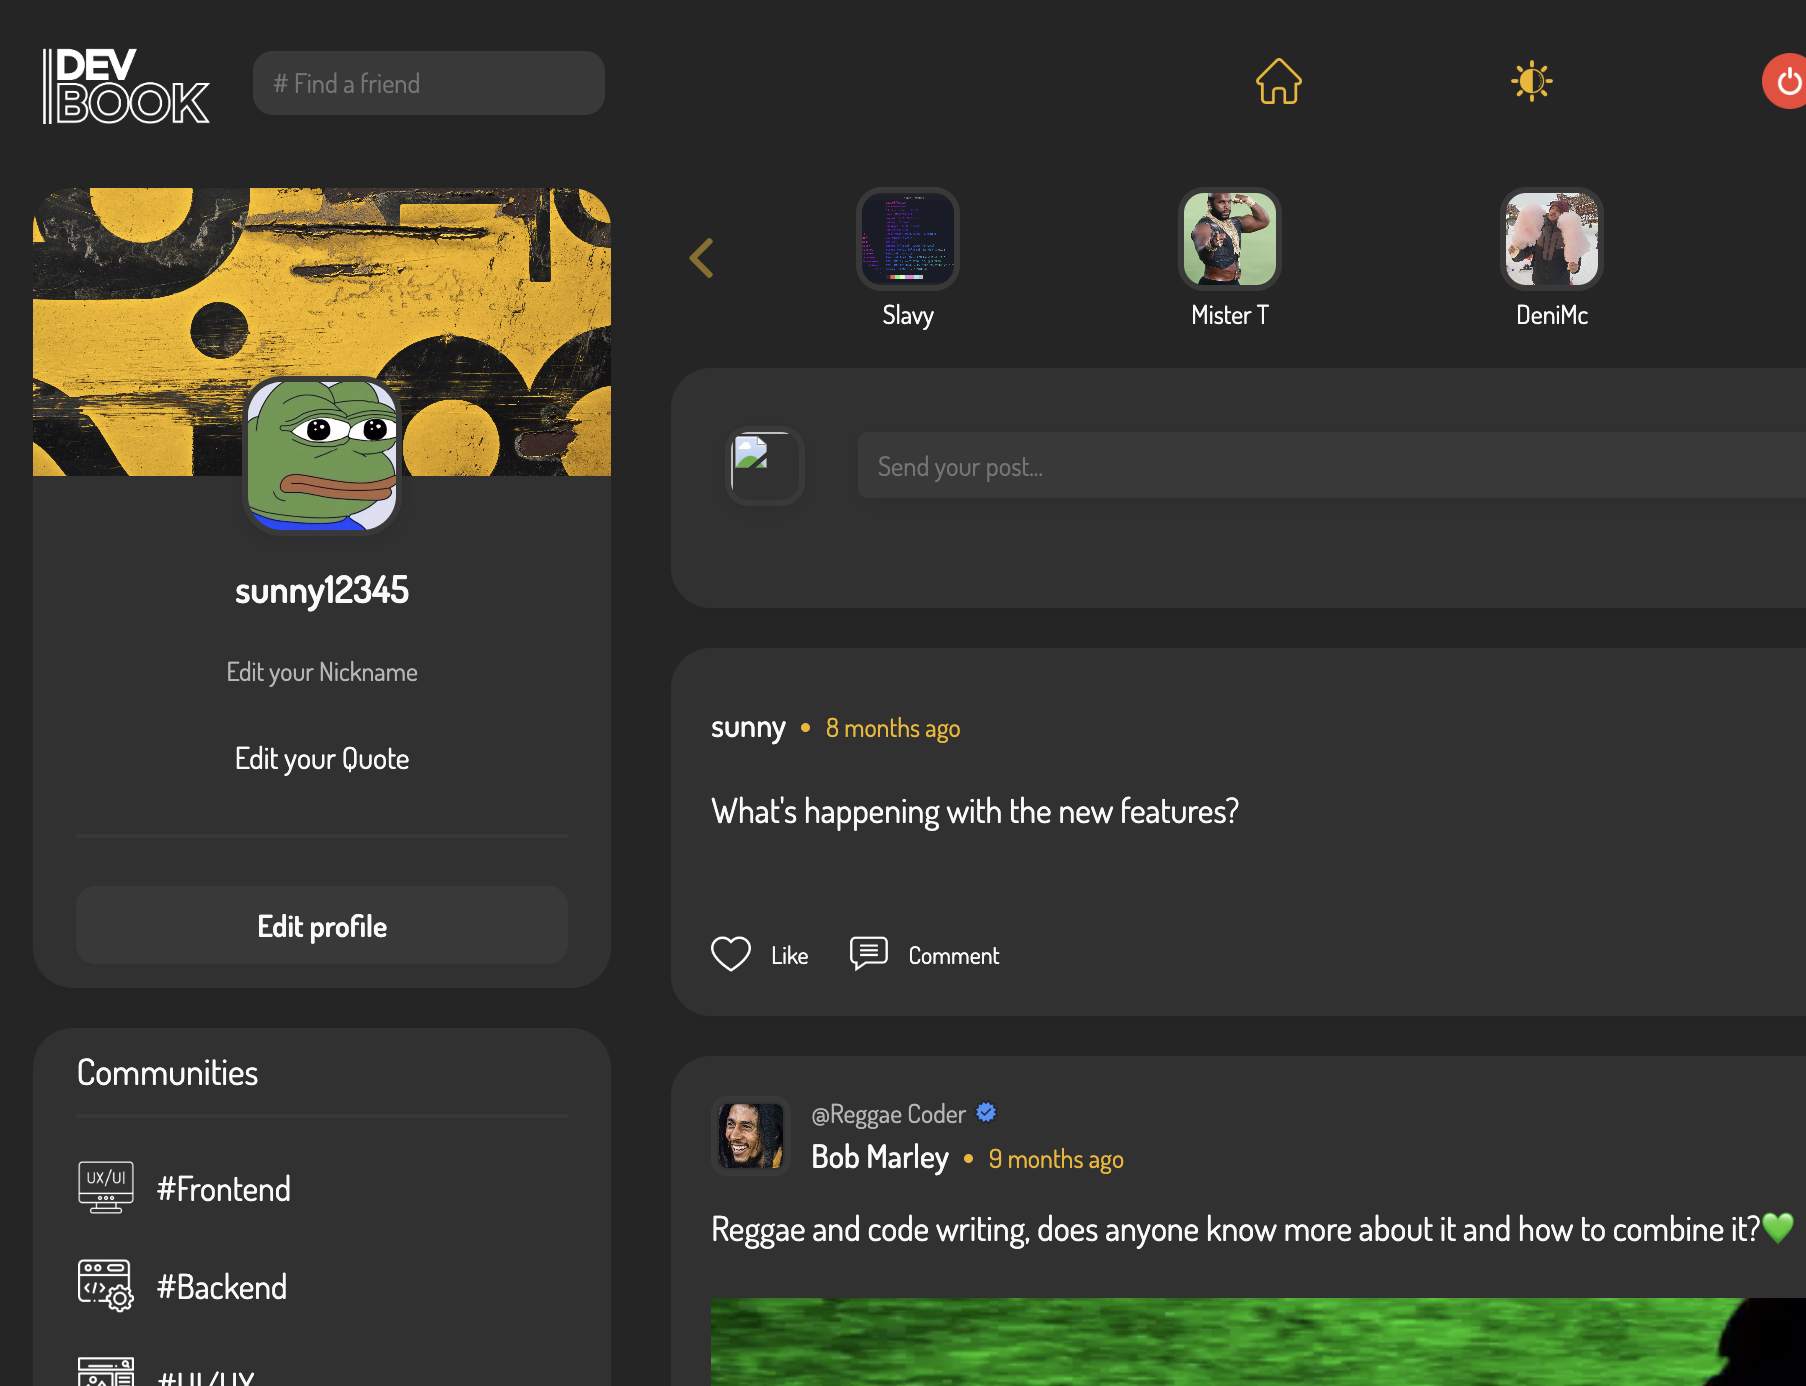 DEV
BOOK
# Find a friend
Slavy
Mister T
DeniMc
sunny12345
Edit your Nickname
Edit your Quote
Edit profile
Send your post...
sunny • 8 months ago
What's happening with the new features?
Like
Comment
Communities
UX/UI
#Frontend
#Backend
#UI/UX
@Reggae Coder
Bob Marley • 9 months ago
Reggae and code writing, does anyone know more about it and how to combine it?💚